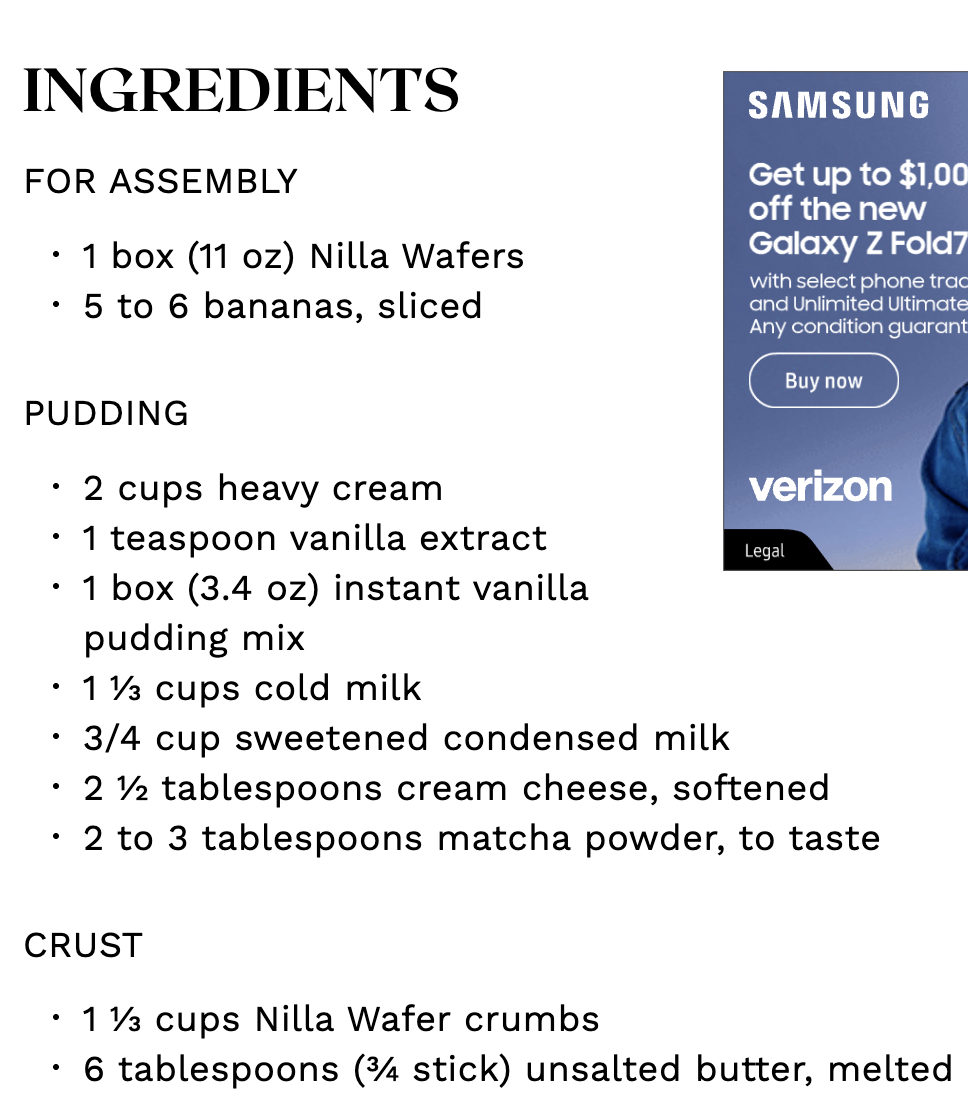 INGREDIENTS
FOR ASSEMBLY
• 1 box (11 oz) Nilla Wafers
• 5 to 6 bananas, sliced
PUDDING
• 2 cups heavy cream
• 1 teaspoon vanilla extract
• 1 box (3.4 oz) instant vanilla
pudding mix
• 1 ⅓ cups cold milk
• 3/4 cup sweetened condensed milk
• 2 ½ tablespoons cream cheese, softened
• 2 to 3 tablespoons matcha powder, to taste
CRUST
• 1 ⅓ cups Nilla Wafer crumbs
• 6 tablespoons (¾ stick) unsalted butter, melted
SAMSUNG
Get up to $1,00
off the new
Galaxy Z Fold7
with select phone trad
and Unlimited Ultimate
Any condition guarant
Buy now
verizon
Legal